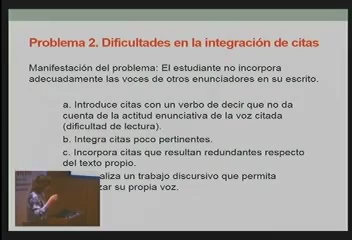 Problema 2. Dificultades en la integración de citas
Manifestación del problema: El estudiante no incorpora
adecuadamente las voces de otros enunciadores en su escrito.
a. Introduce citas con un verbo de decir que no da
cuenta de la actitud enunciativa de la voz citada
(dificultad de lectura).
b. Integra citas poco pertinentes.
c. Incorpora citas que resultan redundantes respecto
del texto propio.
aliza un trabajo discursivo que permita
zar su propia voz.